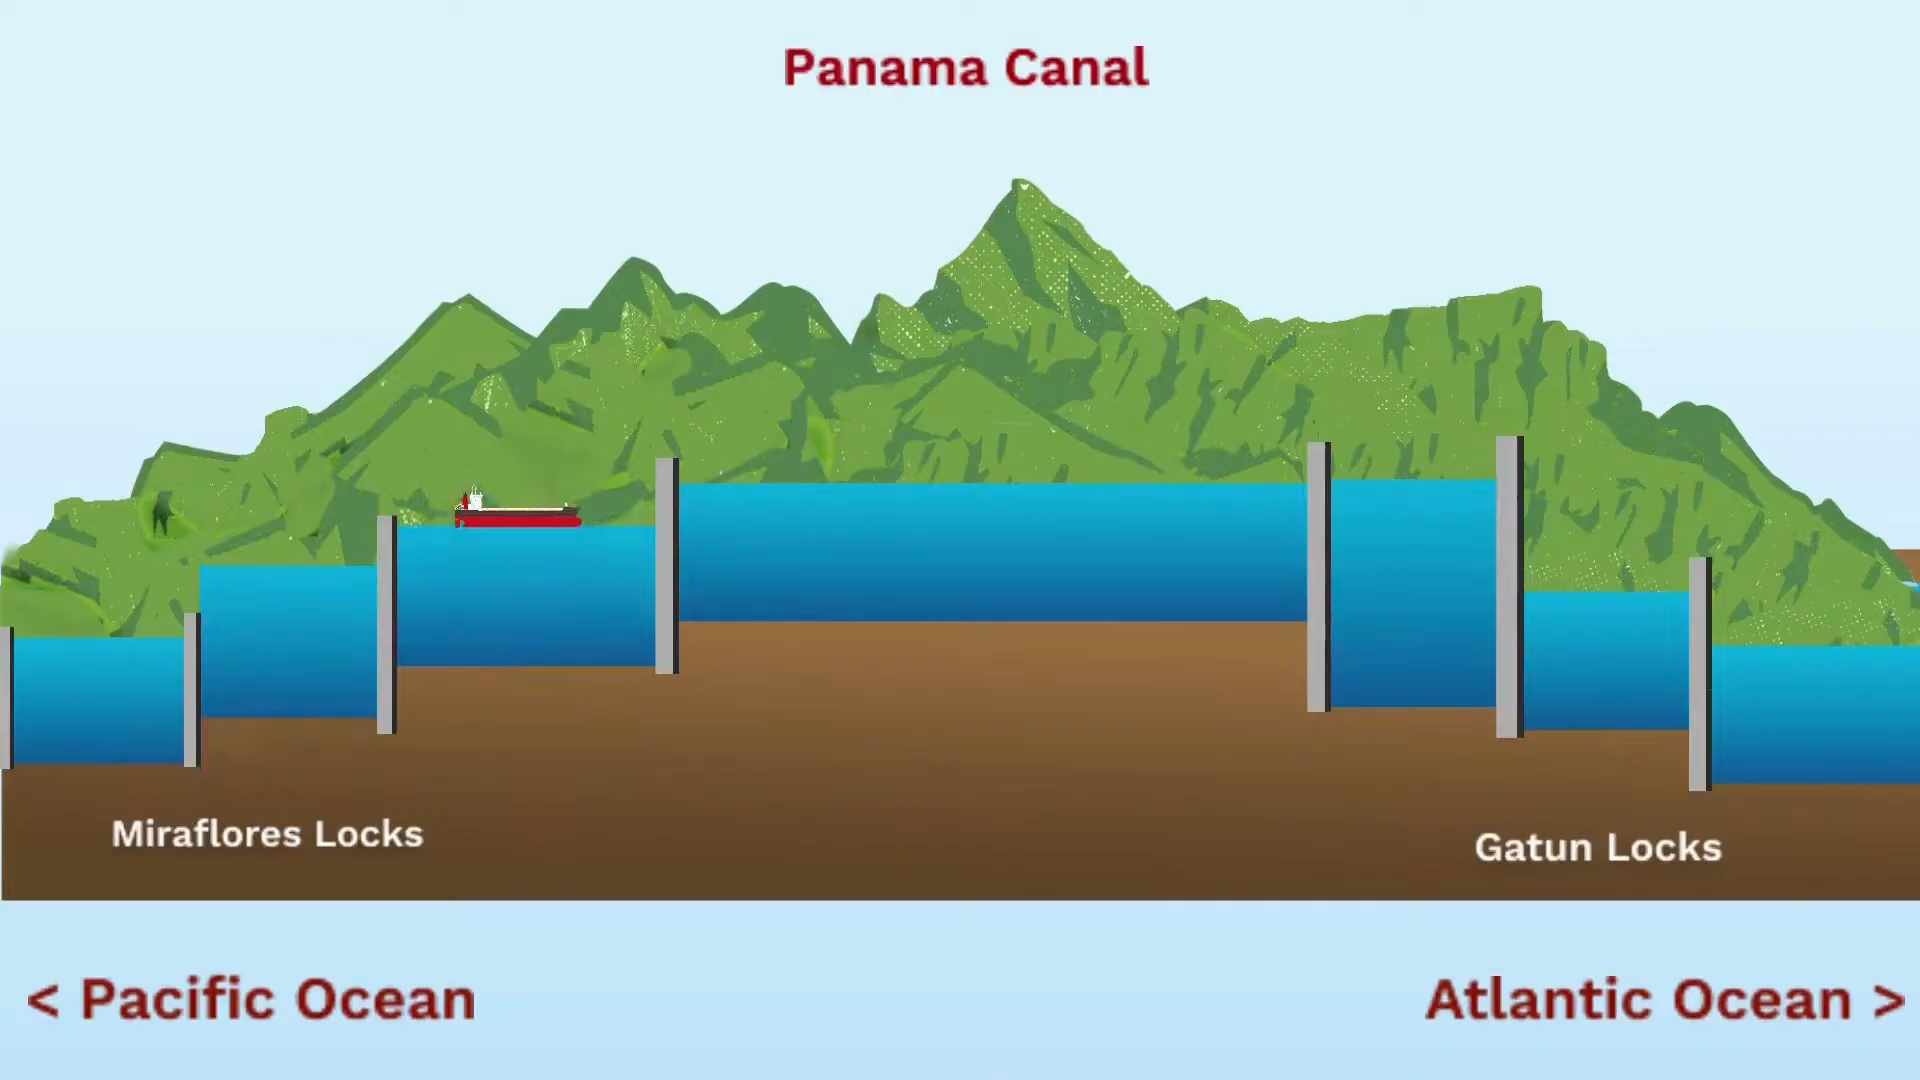 Panama Canal
Miraflores Locks
Gatun Locks
< Pacific Ocean
Atlantic Ocean >